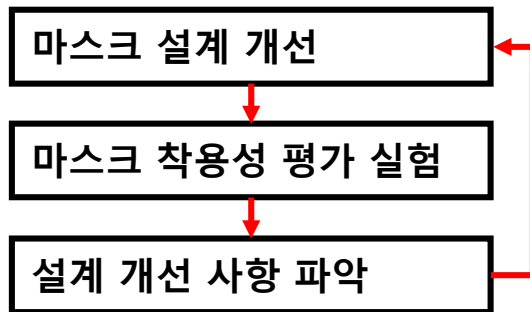 마스크 설계 개선
마스크 착용성 평가 실험
설계 개선 사항 파악